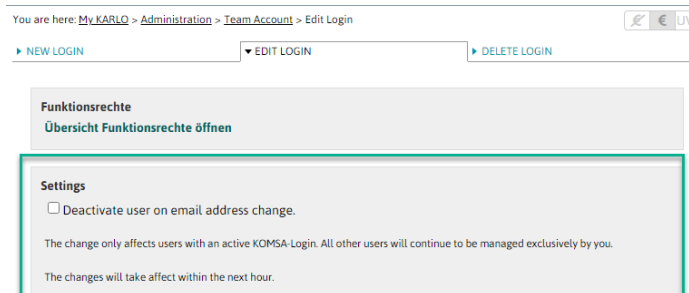 You are here: My KARLO > Administration > Team Account > Edit Login
€ UV
NEW LOGIN
EDIT LOGIN
DELETE LOGIN
Funktionsrechte
Übersicht Funktionsrechte öffnen
Settings
Deactivate user on email address change.
The change only affects users with an active KOMSA-Login. All other users will continue to be managed exclusively by you.
The changes will take affect within the next hour.